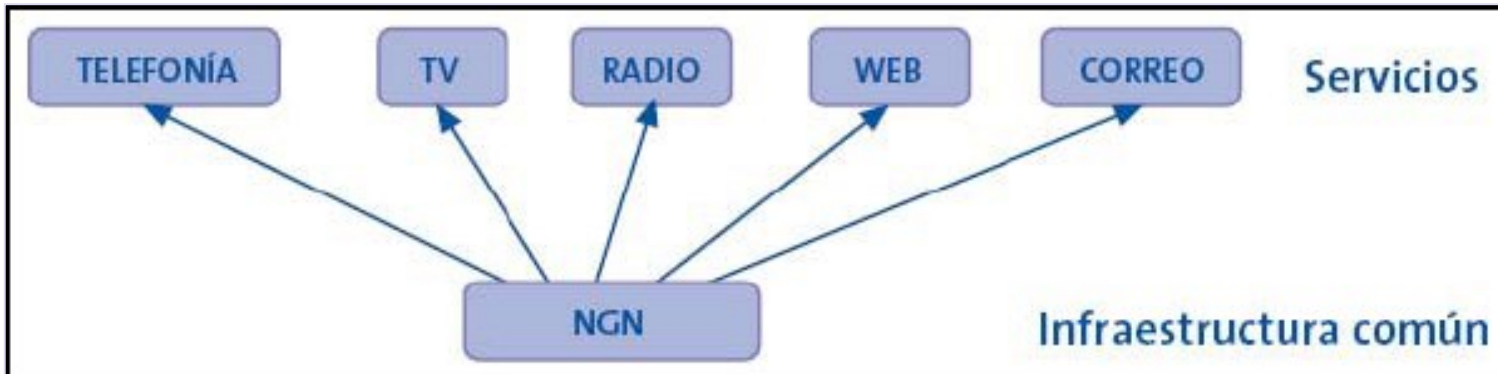 TELEFONÍA
TV
RADIO
WEB
CORREO
Servicios
NGN
Infraestructura común